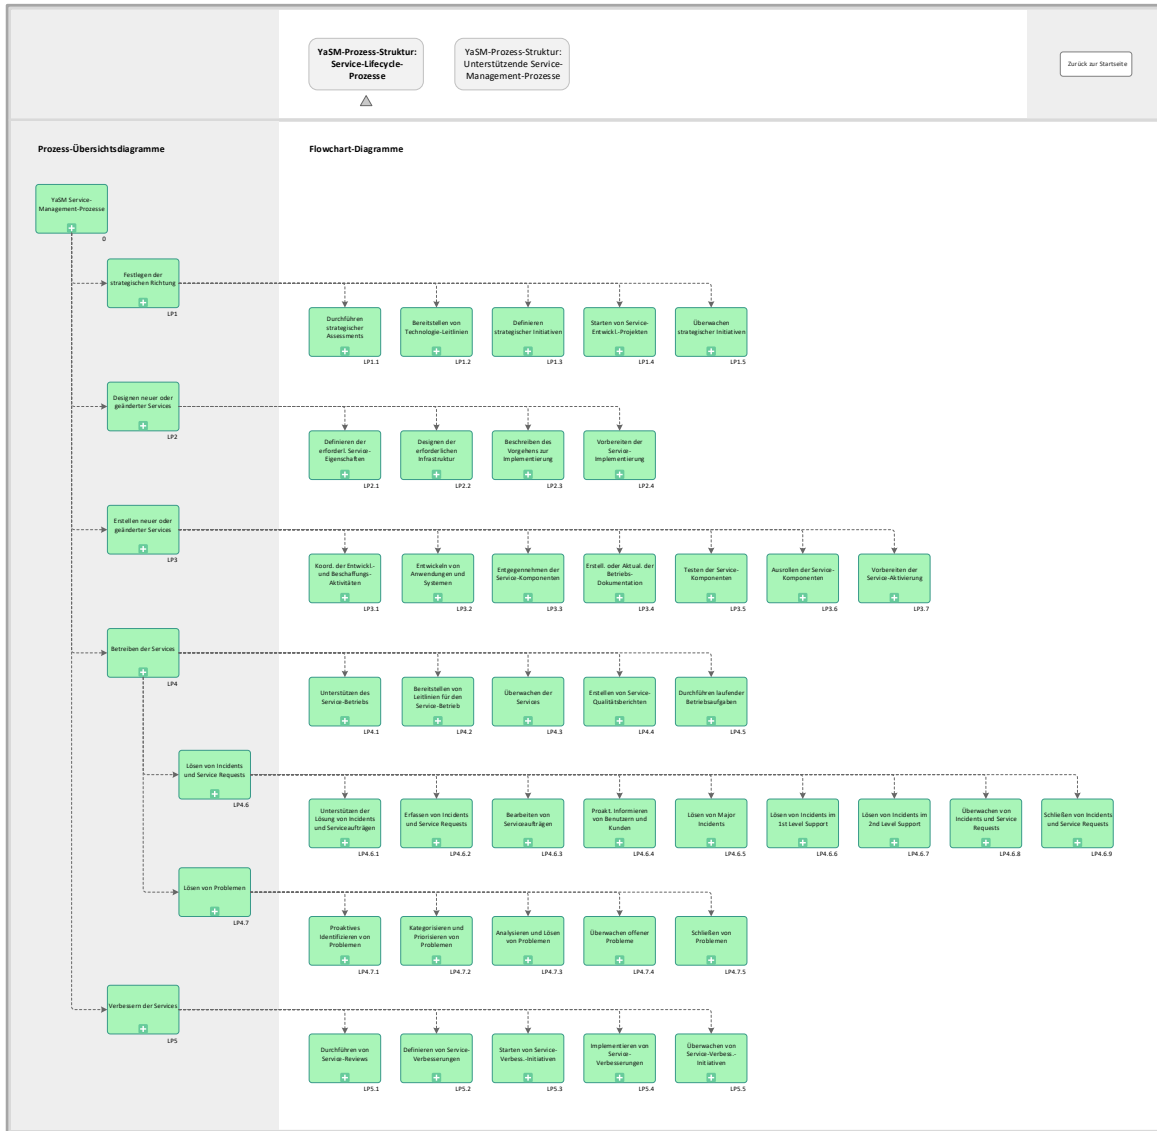 YaSM-Prozess-Struktur:
Service-Lifecycle-
Prozesse
YaSM-Prozess-Struktur:
Unterstützende Service-
Management-Prozesse
Zurück zur Startseite
Prozess-Übersichtsdiagramme
Flowchart-Diagramme
YaSM Service-
Management-Prozesse
0
Festlegen der
strategischen Richtung
LP1
Durchführen
strategischer
Assessments
LP1.1
Bereitstellen von
Technologie-Leitlinien
LP1.2
Definieren
strategischer Initiativen
LP1.3
Starten von Service-
Entwickl.-Projekten
LP1.4
Überwachen
strategischer Initiativen
LP1.5
Designen neuer oder
geänderter Services
LP2
Definieren der
erforderl. Service-
Eigenschaften
LP2.1
Designen der
erforderlichen
Infrastruktur
LP2.2
Beschreiben des
Vorgehens zur
Implementierung
LP2.3
Vorbereiten der
Service-
Implementierung
LP2.4
Erstellen neuer oder
geänderter Services
LP3
Koord. der Entwickl.-
und Beschaffungs-
Aktivitäten
LP3.1
Entwickeln von
Anwendungen und
Systemen
LP3.2
Entgegennehmen der
Service-Komponenten
LP3.3
Erstell. oder Aktual. der
Betriebs-
Dokumentation
LP3.4
Testen der Service-
Komponenten
LP3.5
Ausrollen der Service-
Komponenten
LP3.6
Vorbereiten der
Service-Aktivierung
LP3.7
Betreiben der Services
LP4
Unterstützen des
Service-Betriebs
LP4.1
Bereitstellen von
Leitlinien für den
Service-Betrieb
LP4.2
Überwachen der
Services
LP4.3
Erstellen von Service-
Qualitätsberichten
LP4.4
Durchführen laufender
Betriebsaufgaben
LP4.5
Lösen von Incidents
und Service Requests
LP4.6
Unterstützen der
Lösung von Incidents
und Serviceaufträgen
LP4.6.1
Erfassen von Incidents
und Service Requests
LP4.6.2
Bearbeiten von
Serviceaufträgen
LP4.6.3
Proakt. Informieren
von Benutzern und
Kunden
LP4.6.4
Lösen von Major
Incidents
LP4.6.5
Lösen von Incidents im
1st Level Support
LP4.6.6
Lösen von Incidents im
2nd Level Support
LP4.6.7
Überwachen von
Incidents und Service
Requests
LP4.6.8
Schließen von Incidents
und Service Requests
LP4.6.9
Lösen von Problemen
LP4.7
Proaktives
Identifizieren von
Problemen
LP4.7.1
Kategorisieren und
Priorisieren von
Problemen
LP4.7.2
Analysieren und Lösen
von Problemen
LP4.7.3
Überwachen offener
Probleme
LP4.7.4
Schließen von
Problemen
LP4.7.5
Verbessern der Services
LP5
Durchführen von
Service-Reviews
LP5.1
Definieren von Service-
Verbesserungen
LP5.2
Starten von Service-
Verbess.-Initiativen
LP5.3
Implementieren von
Service-
Verbesserungen
LP5.4
Überwachen von
Service-Verbess.-
Initiativen
LP5.5